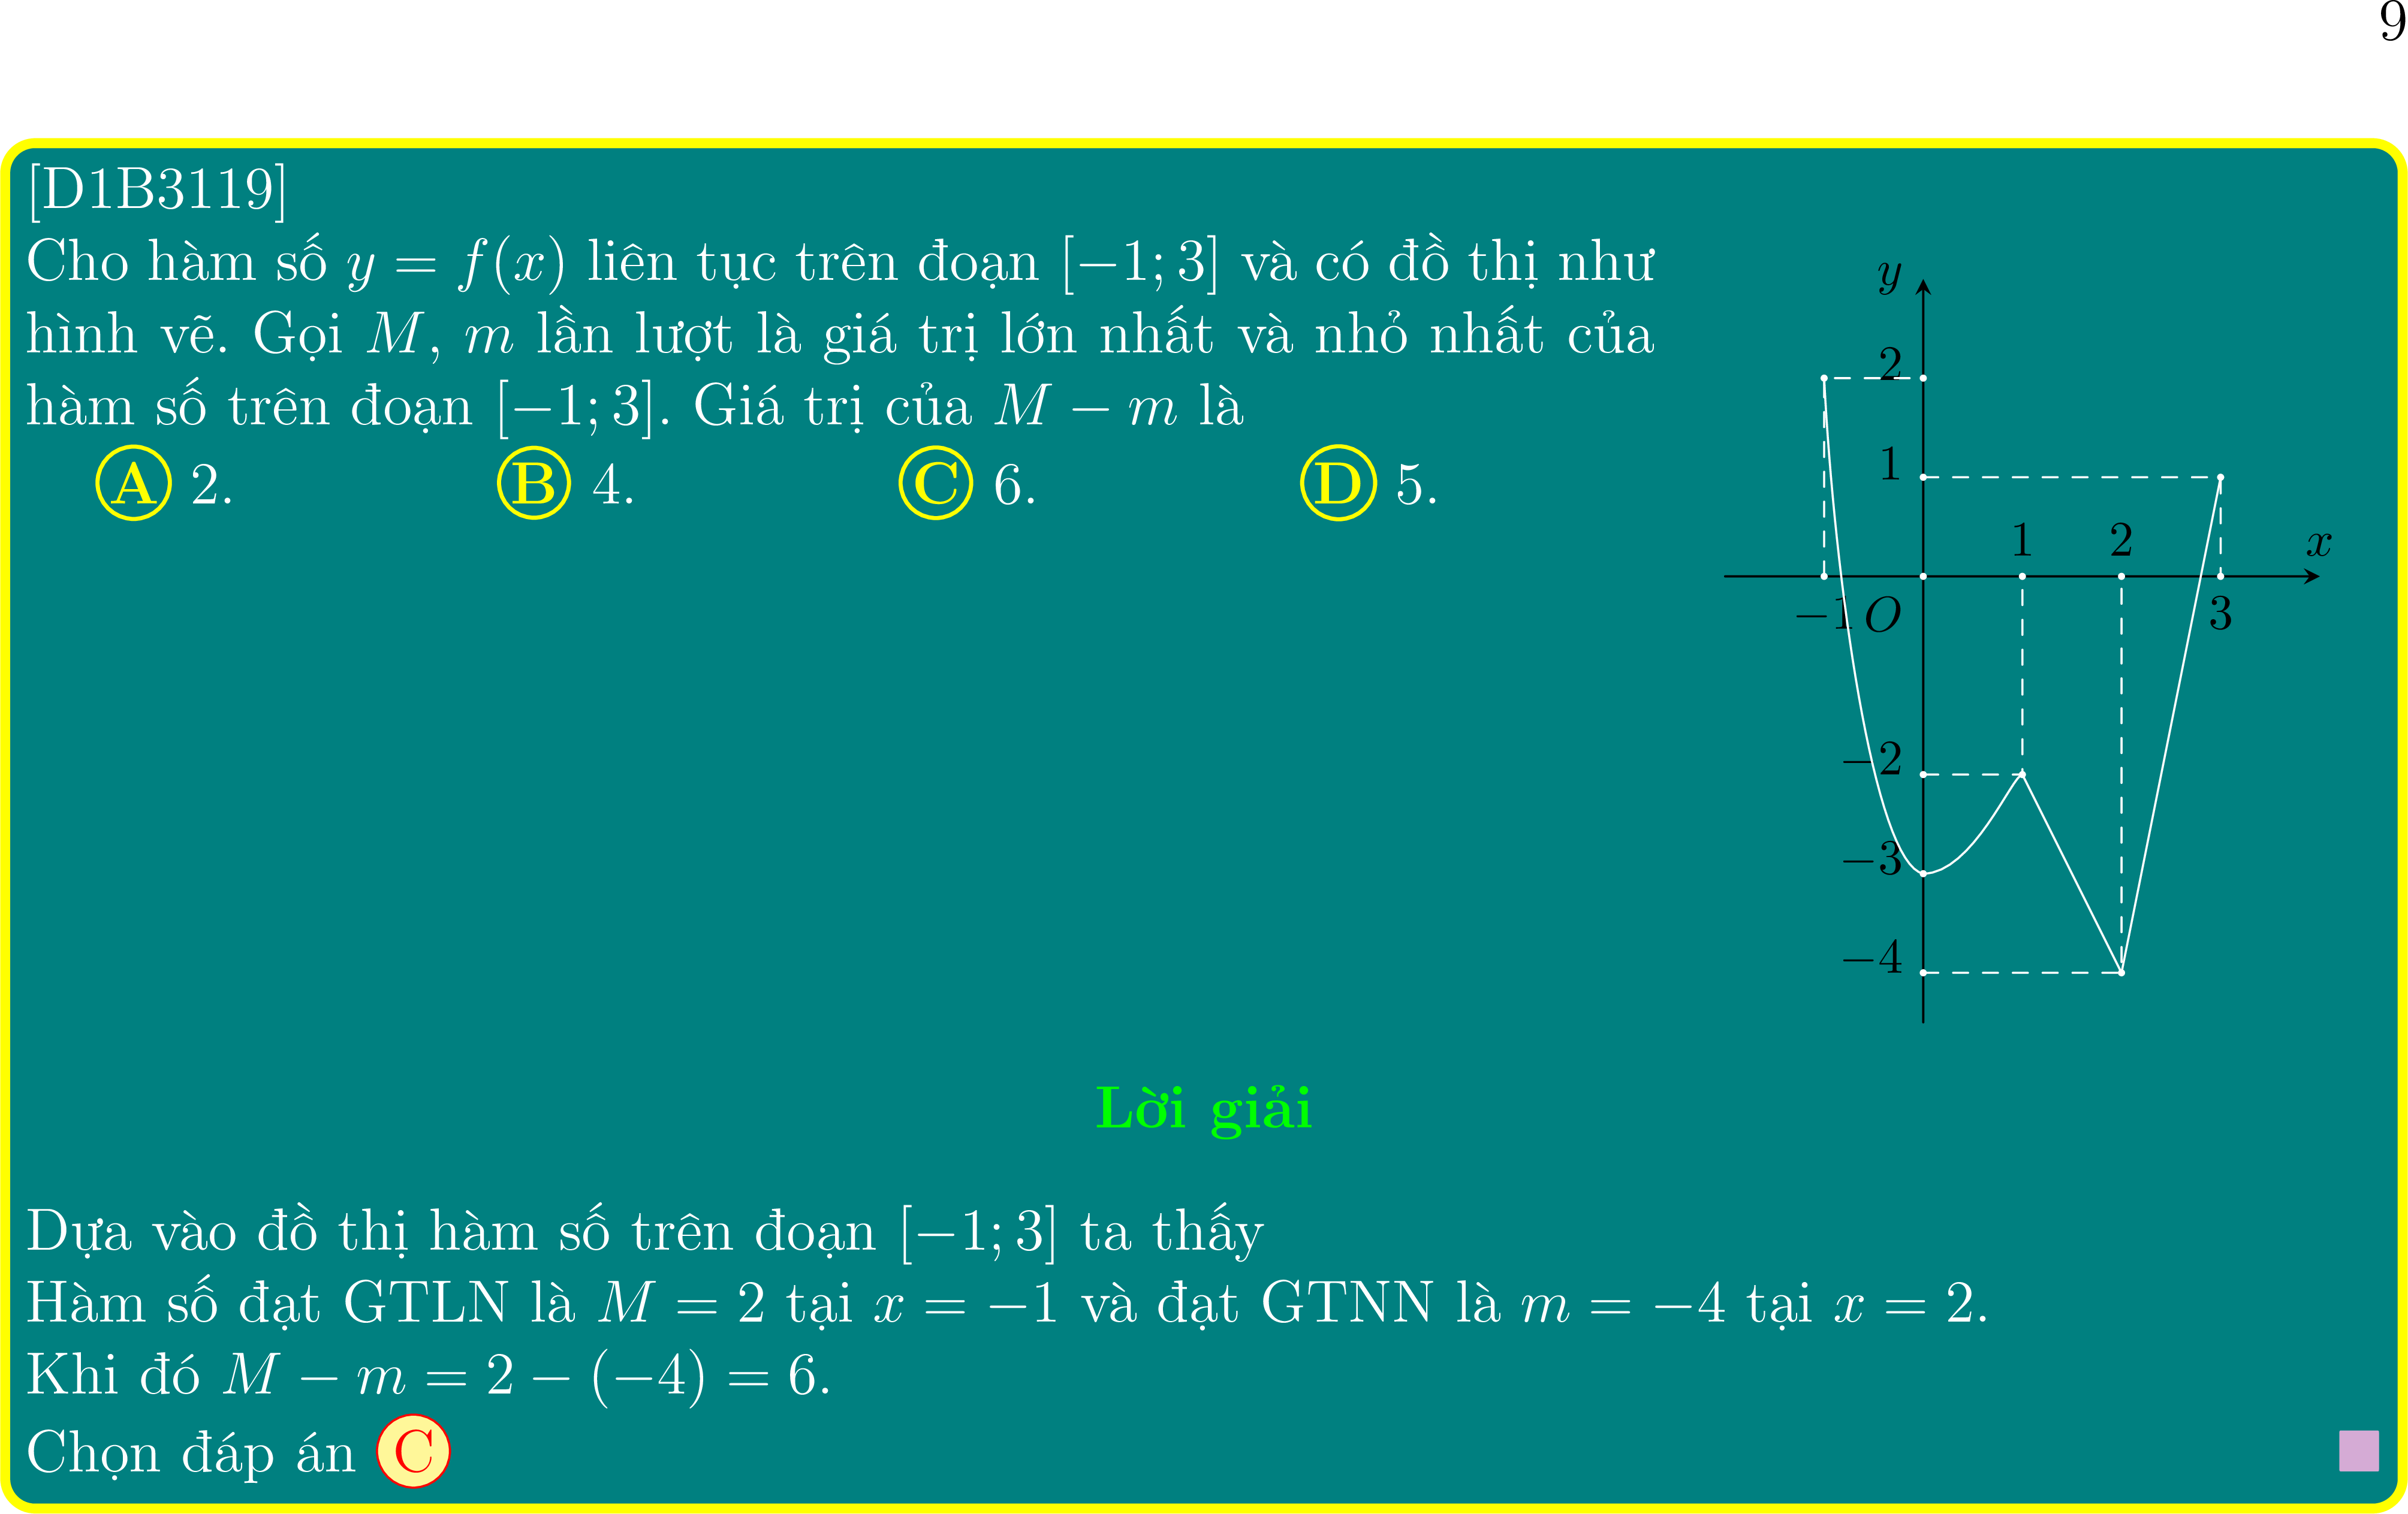 9
[D1B3119]
Cho hàm số y = f(x) liên tục trên đoạn [−1; 3] và có đồ thị như
hình vẽ. Gọi M, m lần lượt là giá trị lớn nhất và nhỏ nhất của
hàm số trên đoạn [−1; 3]. Giá trị của M − m là
A 2. B 4. C 6. D 5.
y
2
1
1 2 x
−1 O 3
−2
−3
−4
Lời giải
Dựa vào đồ thị hàm số trên đoạn [−1; 3] ta thấy
Hàm số đạt GTLN là M = 2 tại x = −1 và đạt GTNN là m = −4 tại x = 2.
Khi đó M − m = 2 − (−4) = 6.
Chọn đáp án C